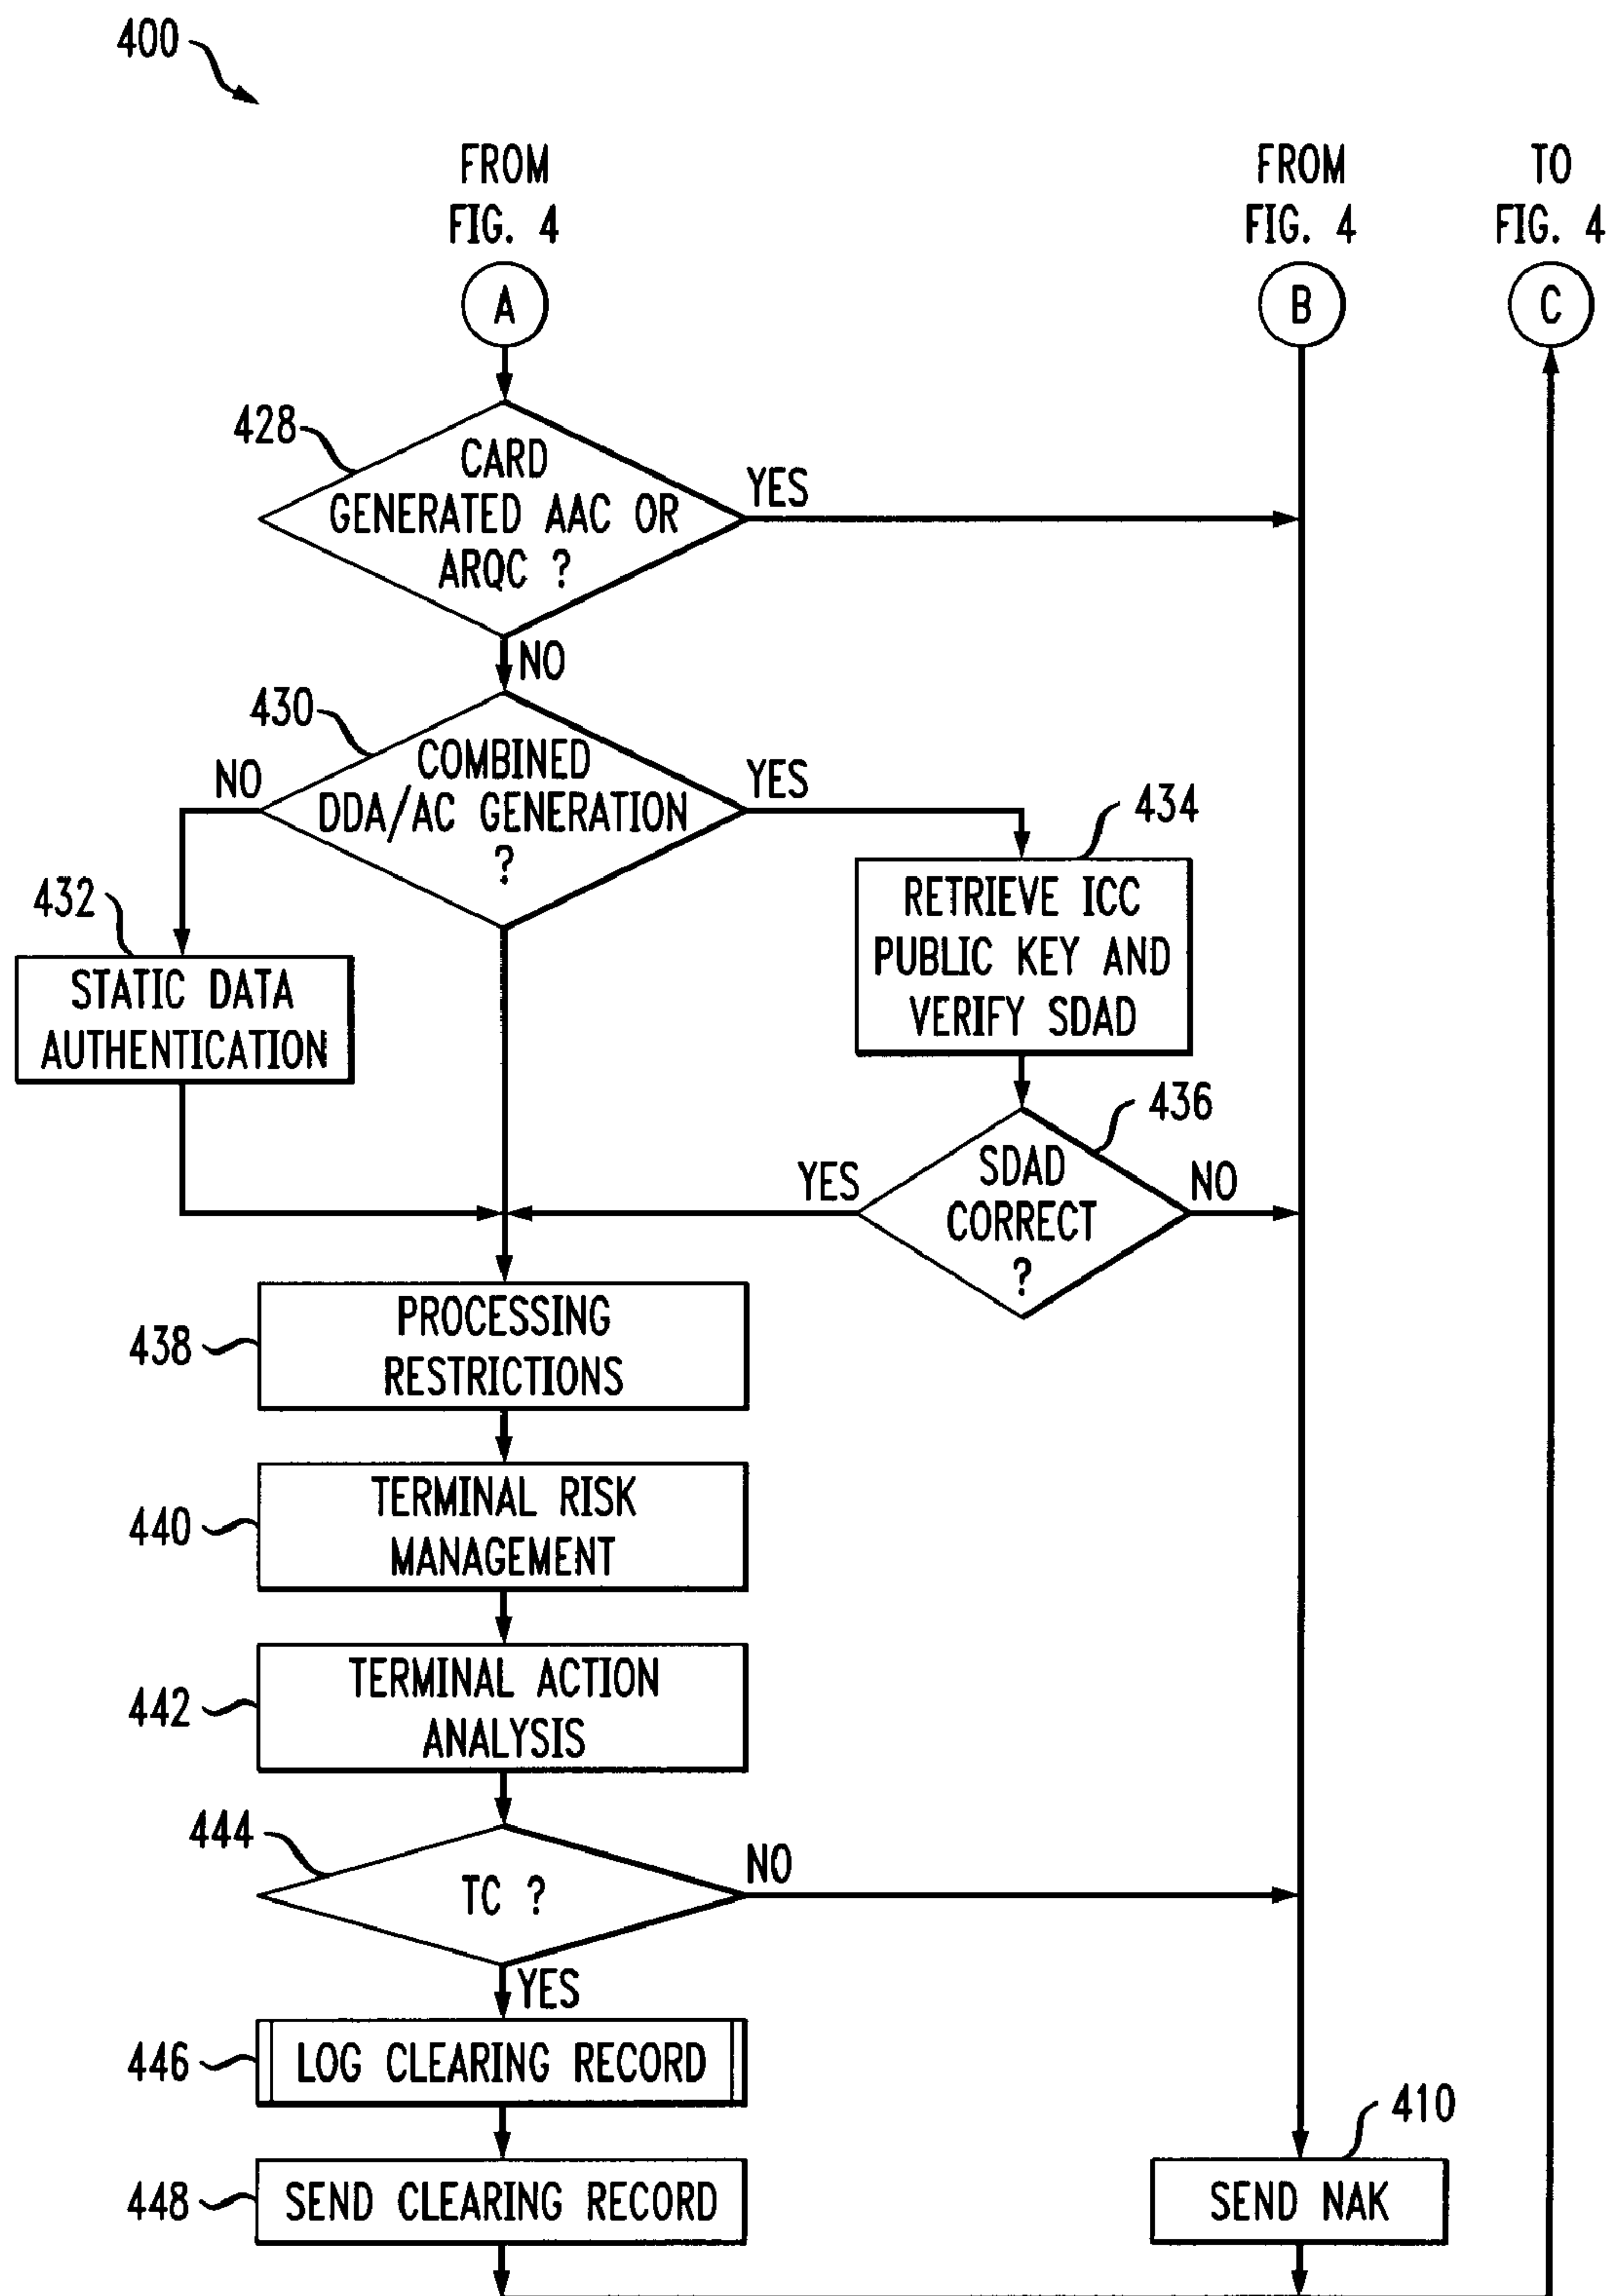 400
FROM
FIG. 4
FROM
FIG. 4
TO
FIG. 4
A
B
C
428
CARD
GENERATED AAC OR
ARQC ?
YES
NO
430
COMBINED
DDA/AC GENERATION
?
NO
YES
434
RETRIEVE ICC
PUBLIC KEY AND
VERIFY SDAD
432
STATIC DATA
AUTHENTICATION
436
SDAD
CORRECT
?
YES
NO
438
PROCESSING
RESTRICTIONS
440
TERMINAL RISK
MANAGEMENT
442
TERMINAL ACTION
ANALYSIS
444
TC ?
NO
YES
446
LOG CLEARING RECORD
410
448
SEND CLEARING RECORD
SEND NAK